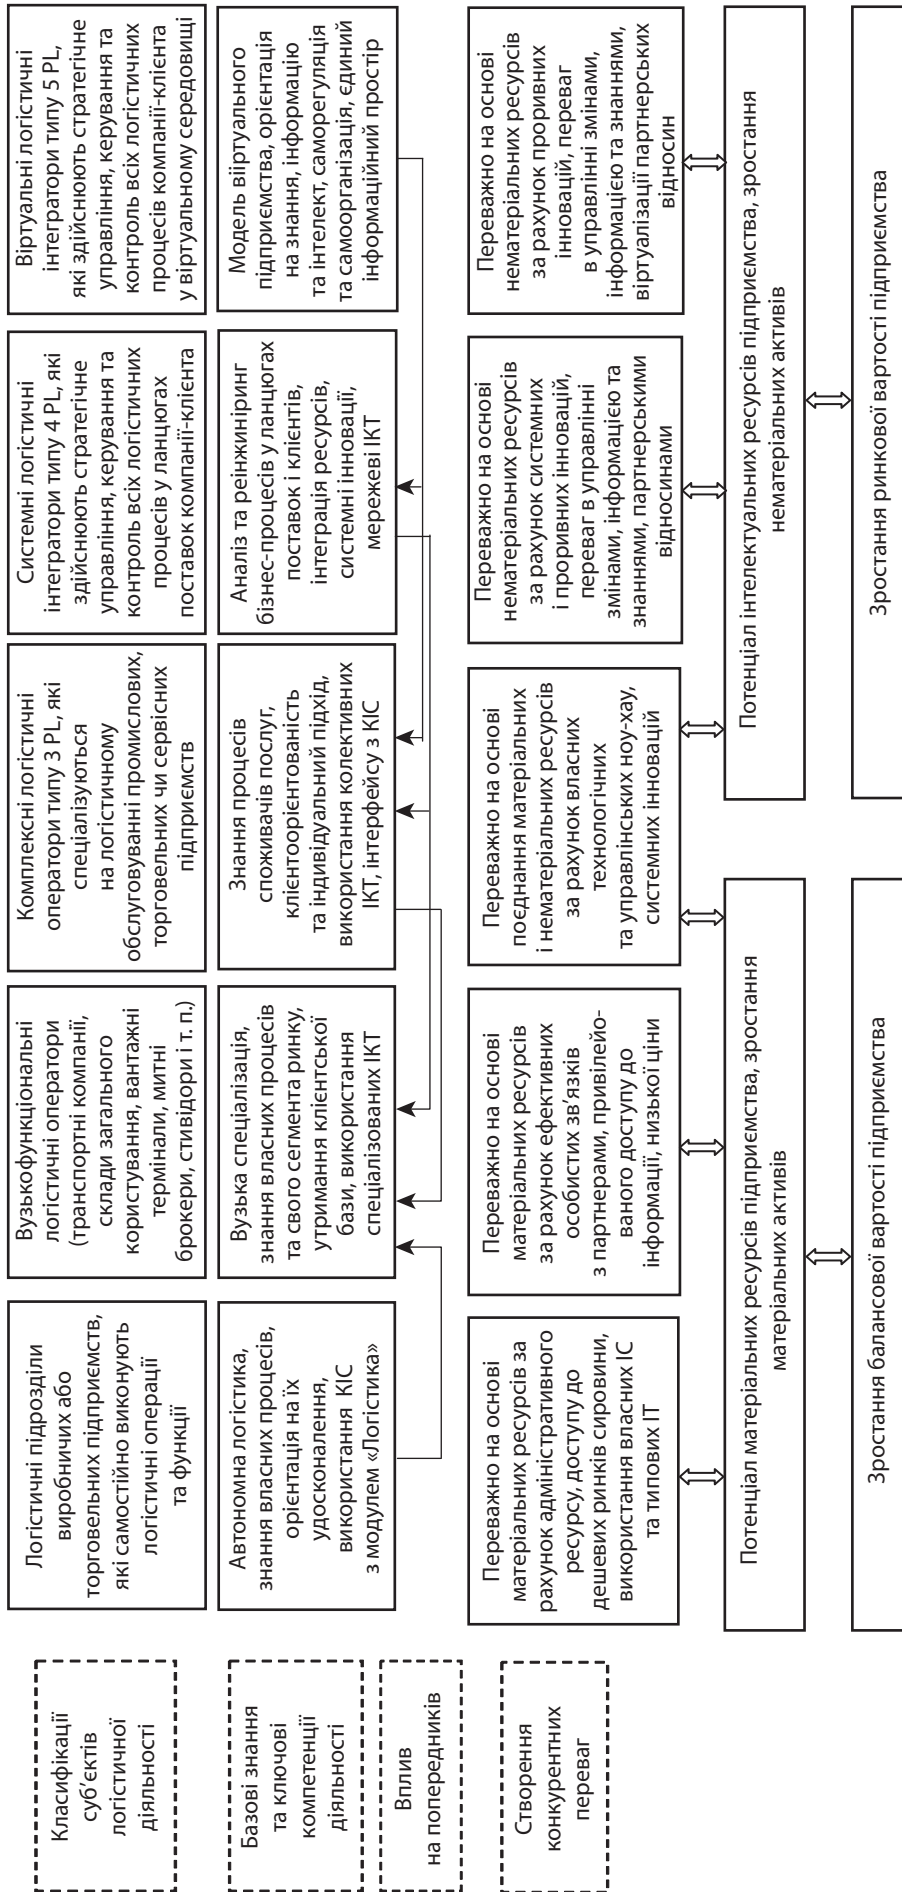 Класифікації
суб’єктів
логістичної
діяльності
Логістичні підрозділи
виробничих або
торговельних підприємств,
які самостійно виконують
логістичні операції
та функції
Вузькофункціональні
логістичні оператори
(транспортні компанії,
склади загального
користування, вантажні
термінали, митні
брокери, стивідори і т. п.)
Комплексні логістичні
оператори типу 3 PL, які
спеціалізуються
на логістичному
обслуговуванні промислових,
торговельних чи сервісних
підприємств
Системні логістичні
інтегратори типу 4 PL, які
здійснюють стратегічне
управління, керування та
контроль всіх логістичних
процесів у ланцюгах
поставок компанії-клієнта
Віртуальні логістичні
інтегратори типу 5 PL,
які здійснюють стратегічне
управління, керування та
контроль всіх логістичних
процесів компанії-клієнта
у віртуальному середовищі
Базові знання
та ключові
компетенції
діяльності
Автономна логістика,
знання власних процесів,
орієнтація на їх
удосконалення,
використання КІС
з модулем «Логістика»
Вузька спеціалізація,
знання власних процесів
та свого сегмента ринку,
утримання клієнтської
бази, використання
спеціалізованих ІКТ
Знання процесів
споживачів послуг,
клієнтоорієнтованість
та індивідуальний підхід,
використання колективних
ІКТ, інтерфейсу з КІС
Аналіз та реінжиніринг
бізнес-процесів у ланцюгах
поставок і клієнтів,
інтеграція ресурсів,
системні інновації,
мережеві ІКТ
Модель вііртуального
підприємства, орієнтація
на знання, інформацію
та інтелект, саморегуляція
та самоорганізація, єдиний
інформаційний простір
Вплив
на попередників
Створення
конкурентних
переваг
Переважно на основі
матеріальних ресурсів за
рахунок адміністративного
ресурсу, доступу до
дешевих ринків сировини,
використання власних ІС
та типових ІТ
Переважно на основі
матеріальних ресурсів
за рахунок ефективних
особистих зв’язків
з партнерами, привілейо-
ваного доступу до
інформації, низької ціни
Переважно на основі
поєднання матеріальних
і нематеріальних ресурсів
за рахунок власних
технологічних
та управлінських ноу-хау,
системних інновацій
Переважно на основі
нематеріальних ресурсів
за рахунок системних
і проривних інновацій,
переваг в управлінні
змінами, інформацією та
знаннями, партнерськими
відносинами
Переважно на основі
нематеріальних ресурсів
за рахунок проривних
інновацій, переваг
в управлінні змінами,
інформацією та знаннями,
віртуалізації партнерських
відносин
Потенціал матеріальних ресурсів підприємства, зростання
матеріальних активів
Потенціал інтелектуальних ресурсів підприємства, зростання
нематеріальних активів
Зростання балансової вартості підприємства
Зростання ринкової вартості підприємства